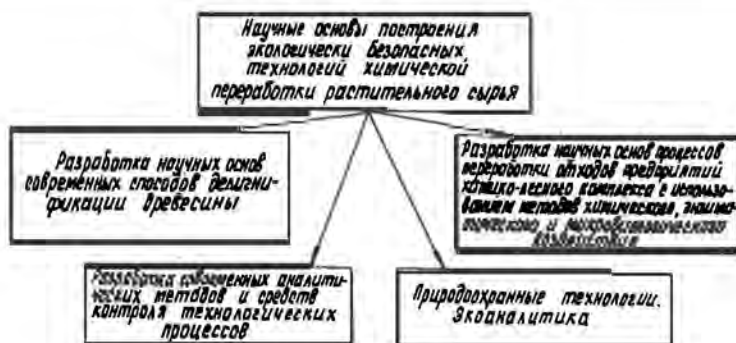 Научные основы построения
экологически безопасных
технологий химической
переработки растительного сырья
Разработка научных основ
современных способов делигни-
фикации древесины
Разработка научных основ процессов
переработки отходов предприятий
химико-лесного комплекса с использо-
ванием методов химического, энзима-
тического и микробиологического
воздействия
Разработка современных аналити-
ческих методов и средств
контроля технологических
процессов
Природоохранные технологии.
Экоаналитика